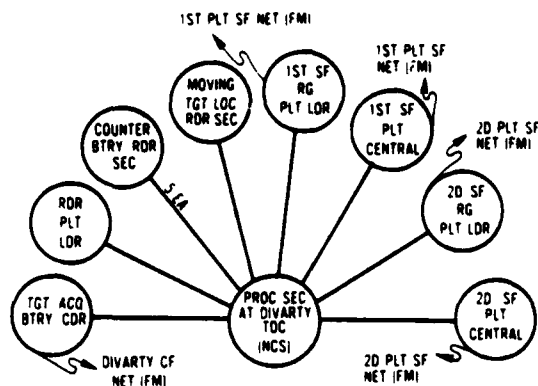 1ST PLT SF NET (FM)
1ST PLT SF
NET (FM)
MOVING
TGT LOC
RDR SEC
1ST SF
RG
PLT LDR
1ST SF
PLT
CENTRAL
2D PLT SF
NET (FM)
COUNTER
BTRY RDR
SEC
5 EA
2D SF
RG
PLT LDR
RDR
PLT
LDR
TGT ACQ
BTRY CDR
PROC SEC
AT DIVARTY
TOC
(NCS)
2D SF
PLT
CENTRAL
DIVARTY CF
NET (FM)
2D PLT SF
NET (FM)